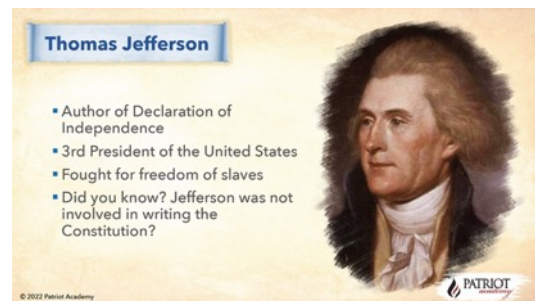 Thomas Jefferson
▪ Author of Declaration of
Independence
▪ 3rd President of the United States
▪ Fought for freedom of slaves
▪ Did you know? Jefferson was not
involved in writing the
Constitution?
© 2022 Patriot Academy
PATRIOT
academy